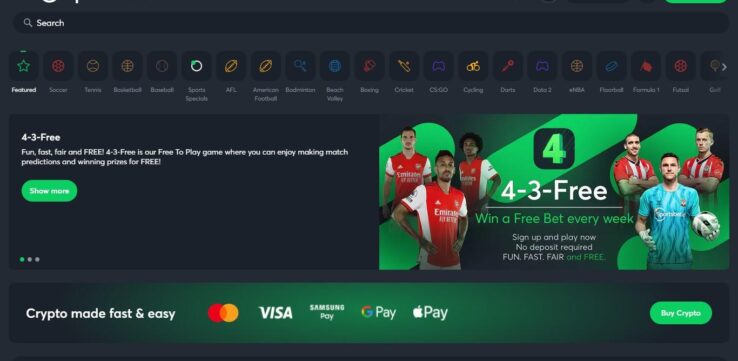 Search
Featured
Soccer
Tennis
Basketball
Baseball
Sports
Specials
AFL
American
Football
Badminton
Beach
Volley
Boxing
Cricket
CS:GO
Cycling
Darts
Dota 2
eNBA
Floorball
Formula 1
Futsal
Golf
4-3-Free
Fun, fast, fair and FREE! 4-3-Free is our Free To Play game where you can enjoy making match
predictions and winning prizes for FREE!
Show more
4
Emirates
FLY BETTER
4-3-Free
Win a Free Bet every week
Sign up and play now
No deposit required
FUN. FAST. FAIR and FREE.
Sportsbet.io
Crypto made fast & easy
VISA
SAMSUNG
Pay
G Pay
Pay
Buy Crypto